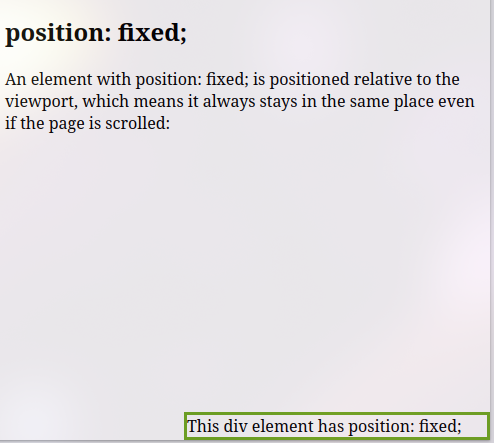 position: fixed;
An element with position: fixed; is positioned relative to the
viewport, which means it always stays in the same place even
if the page is scrolled:
This div element has position: fixed;